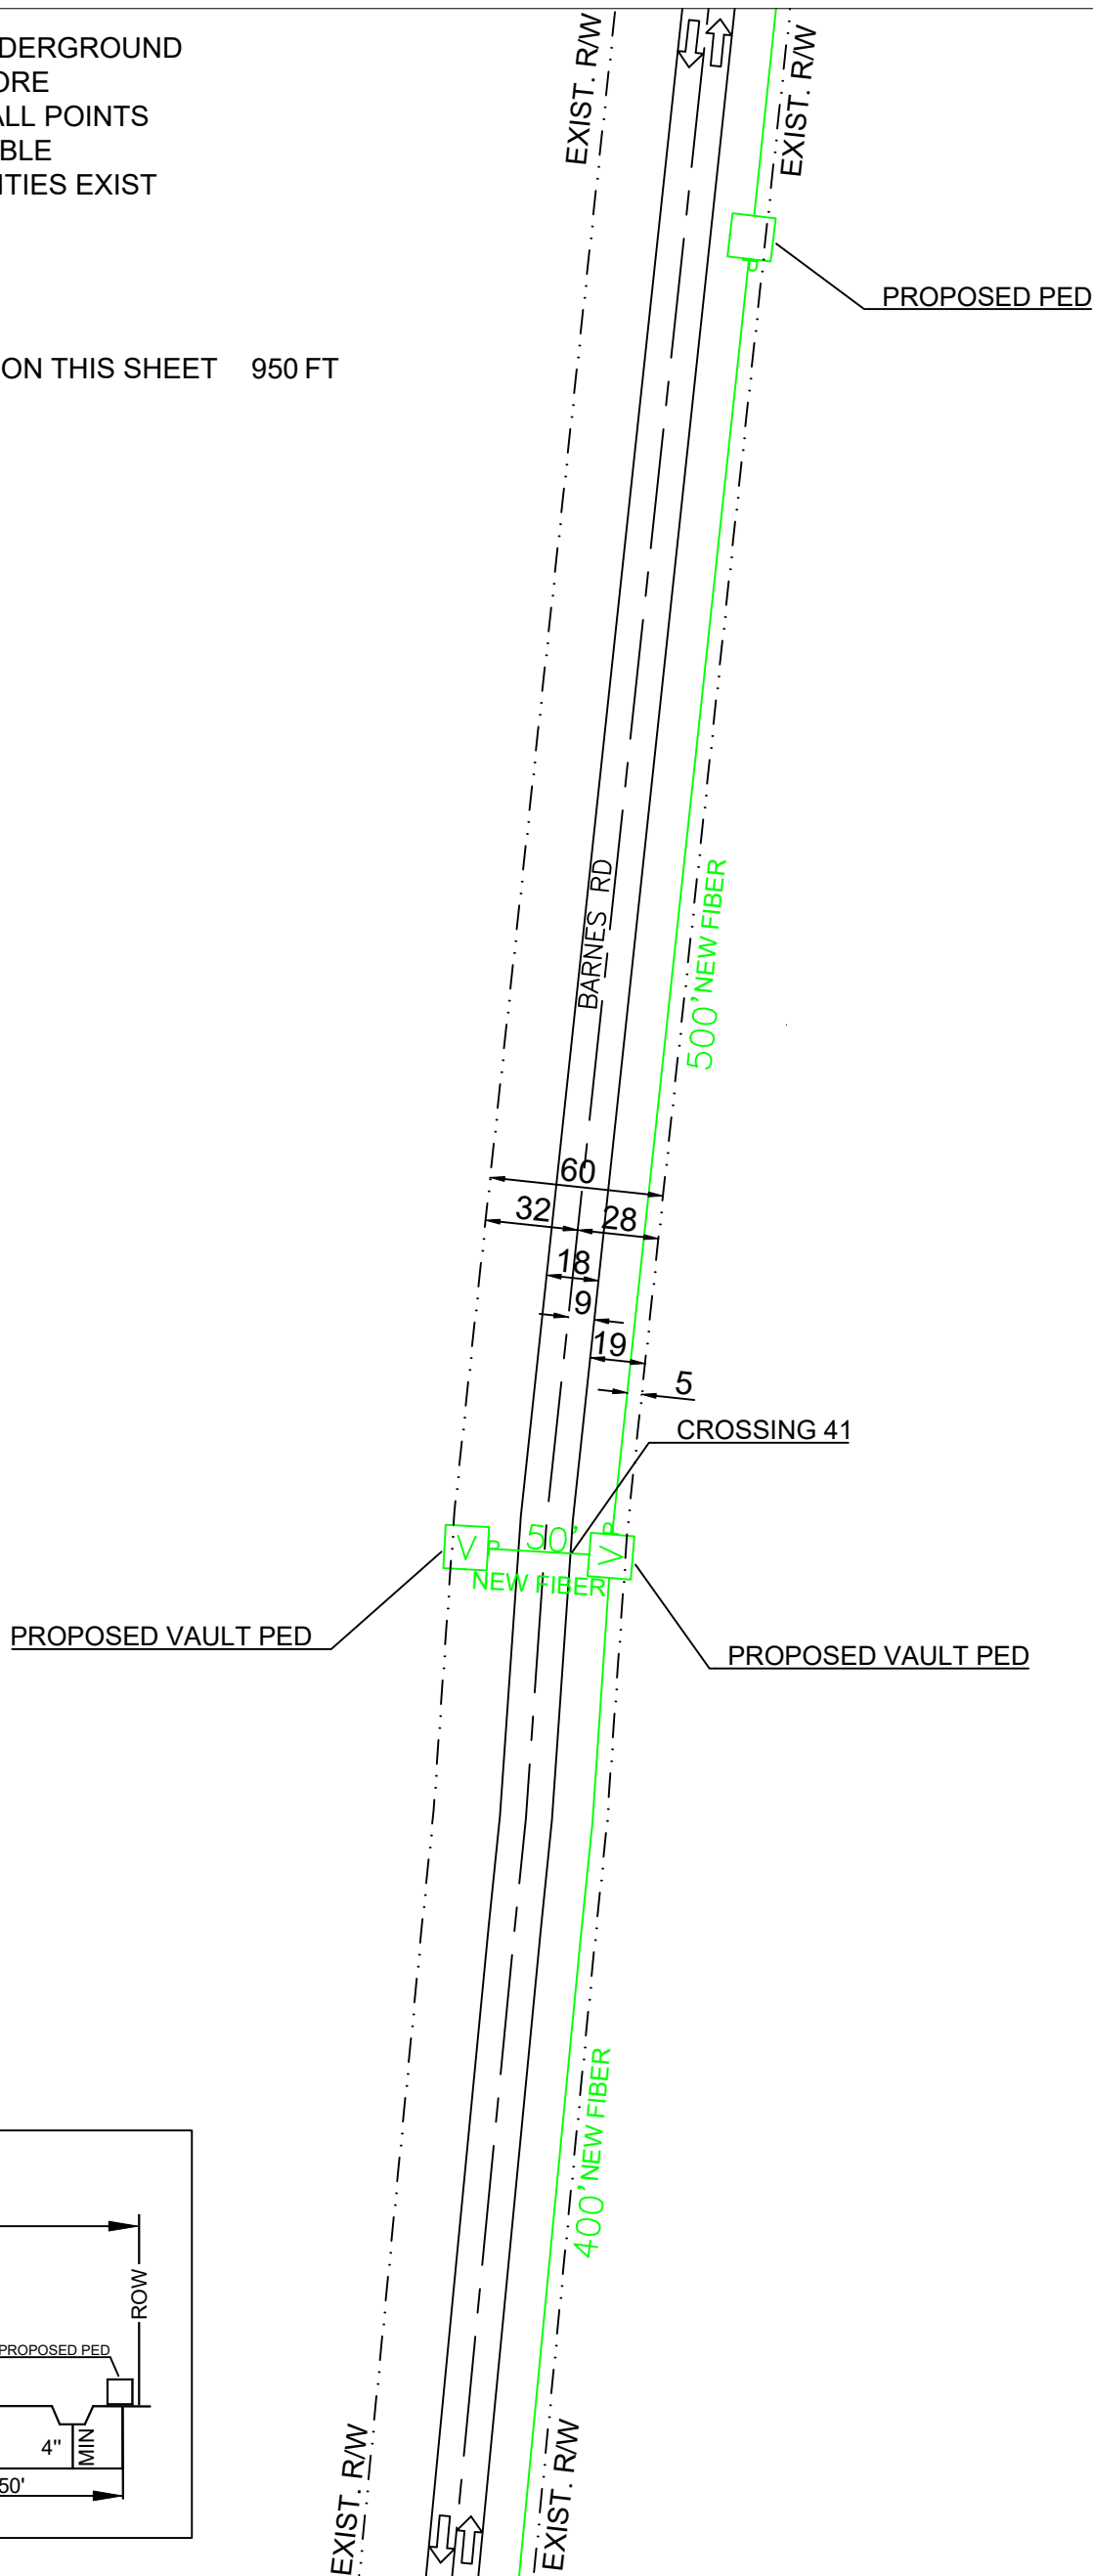 DERGROUND
ORE
ALL POINTS
BLE
ITIES EXIST
ON THIS SHEET 950 FT
EXIST. R/W
EXIST. R/W
PROPOSED PED
BARNES RD
500' NEW FIBER
60
32
28
18
9
19
5
CROSSING 41
P
P
P
V
50'
V
NEW FIBER
PROPOSED VAULT PED
PROPOSED VAULT PED
400' NEW FIBER
ROW
PROPOSED PED
4"
MIN
50'
EXIST. R/W
EXIST. R/W